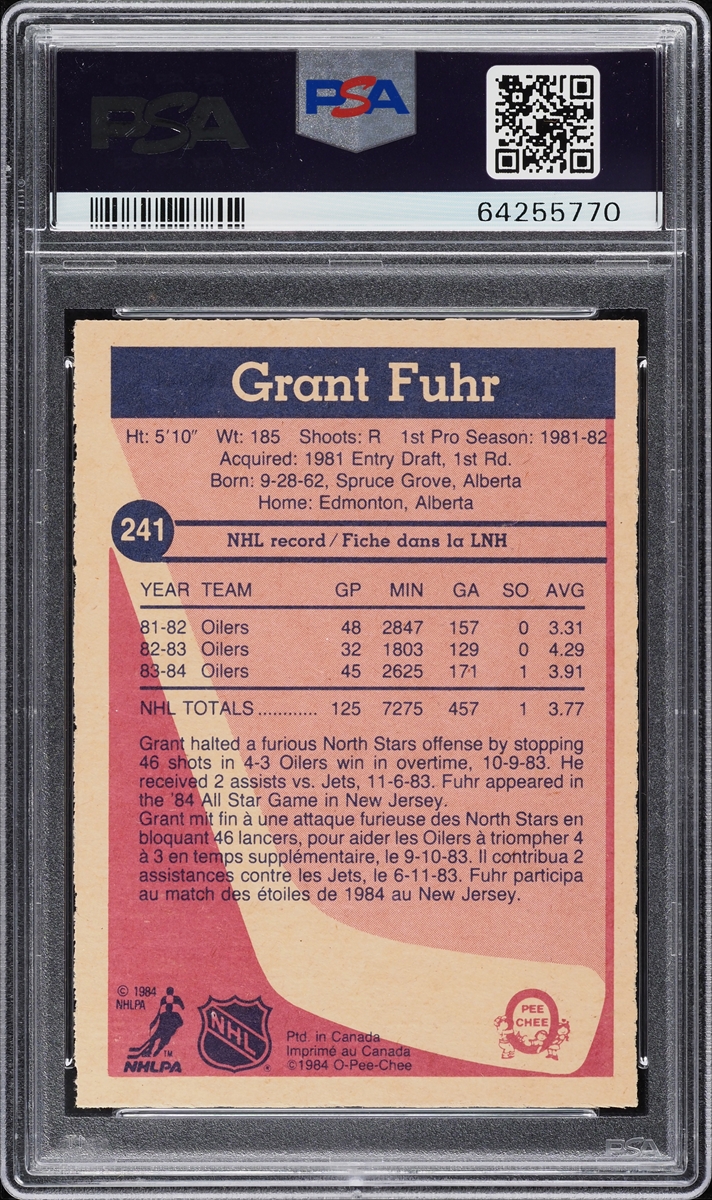 PSA PSA
64255770
Grant Fuhr
Ht: 5'10" Wt: 185 Shoots: R 1st Pro Season: 1981-82
Acquired: 1981 Entry Draft, 1st Rd.
Born: 9-28-62, Spruce Grove, Alberta
Home: Edmonton, Alberta
241 NHL record / Fiche dans la LNH
YEAR TEAM GP MIN GA SO AVG
81-82 Oilers 48 2847 157 0 3.31
82-83 Oilers 32 1803 129 0 4.29
83-84 Oilers 45 2625 171 1 3.91
NHL TOTALS ............ 125 7275 457 1 3.77
Grant halted a furious North Stars offense by stopping
46 shots in 4-3 Oilers win in overtime, 10-9-83. He
received 2 assists vs. Jets, 11-6-83. Fuhr appeared in
the '84 All Star Game in New Jersey.
Grant mit fin à une attaque furieuse des North Stars en
bloquant 46 lancers, pour aider les Oilers à triompher 4
à 3 en temps supplémentaire, le 9-10-83. Il contribua 2
assistances contre les Jets, le 6-11-83. Fuhr participa
au match des étoiles de 1984 au New Jersey.
© 1984
NHLPA
TM
NHLPA
NHL
Ptd. in Canada
Imprimé au Canada
©1984 O-Pee-Chee
PEE
CHEE
PSA